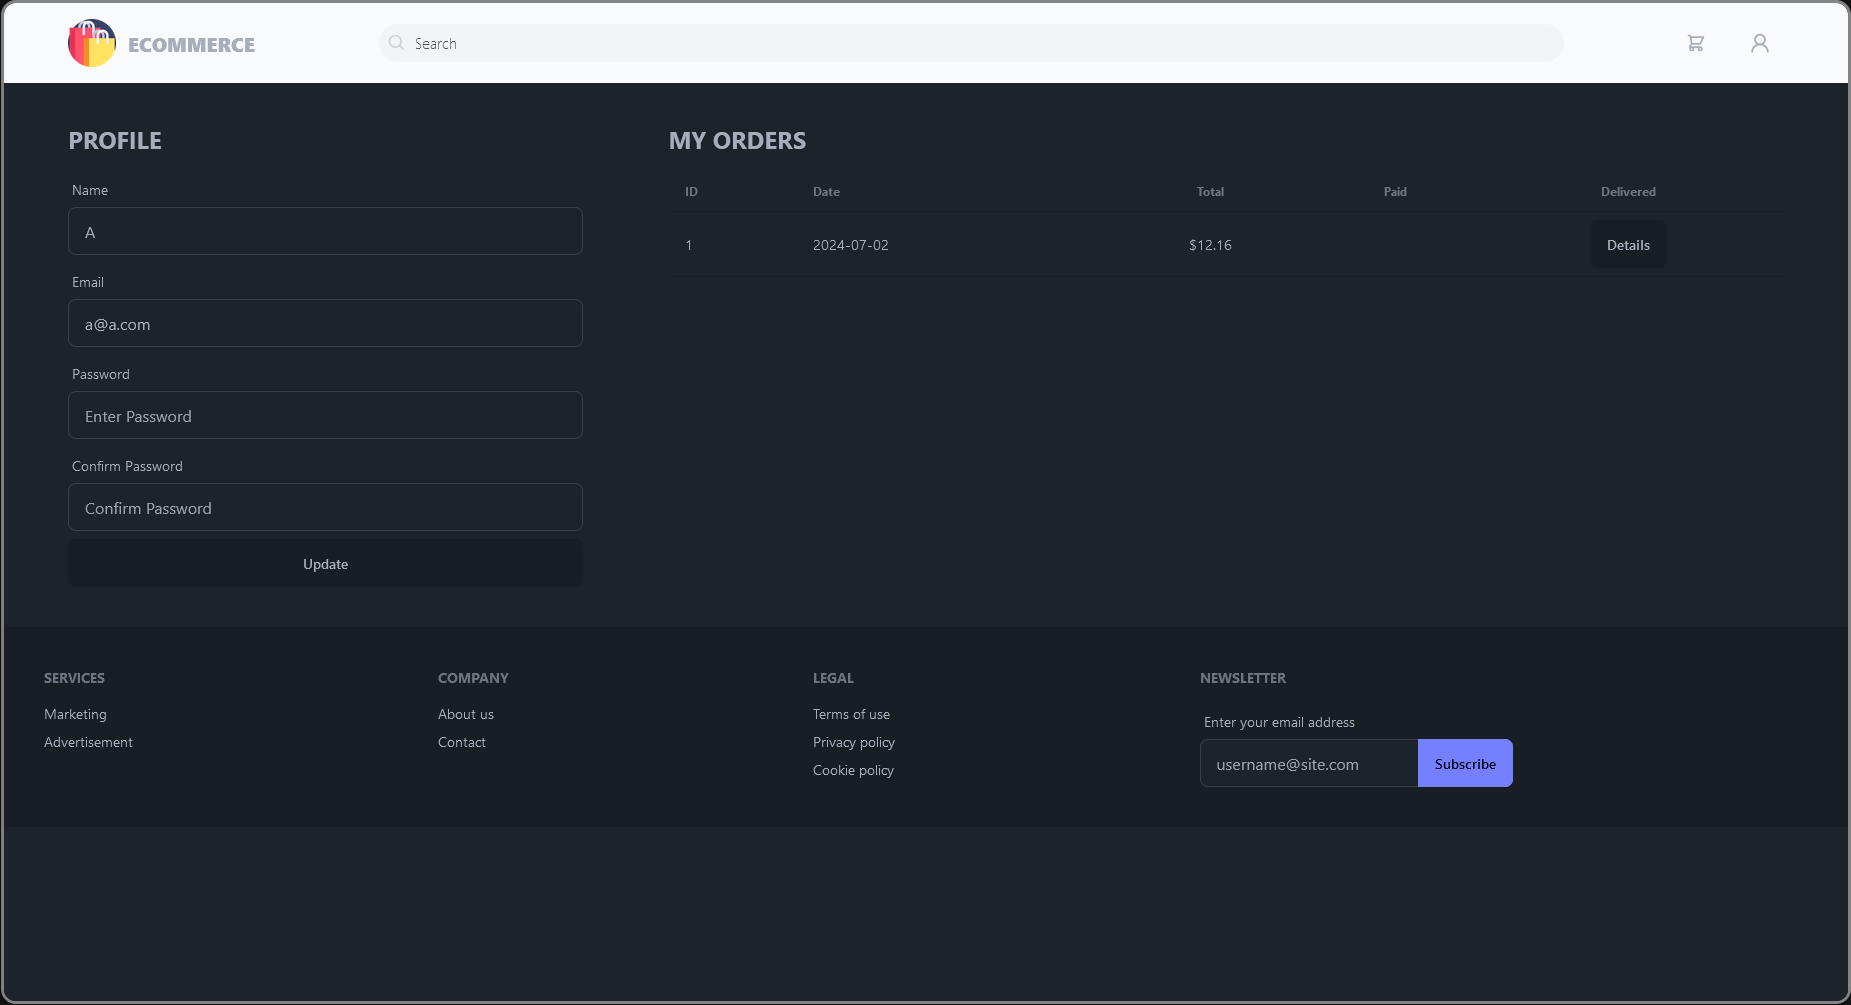 ECOMMERCE
Search
PROFILE
Name
A
Email
a@a.com
Password
Enter Password
Confirm Password
Confirm Password
Update
MY ORDERS
ID Date Total Paid Delivered
1 2024-07-02 $12.16 Details
SERVICES
Marketing
Advertisement
COMPANY
About us
Contact
LEGAL
Terms of use
Privacy policy
Cookie policy
NEWSLETTER
Enter your email address
username@site.com Subscribe